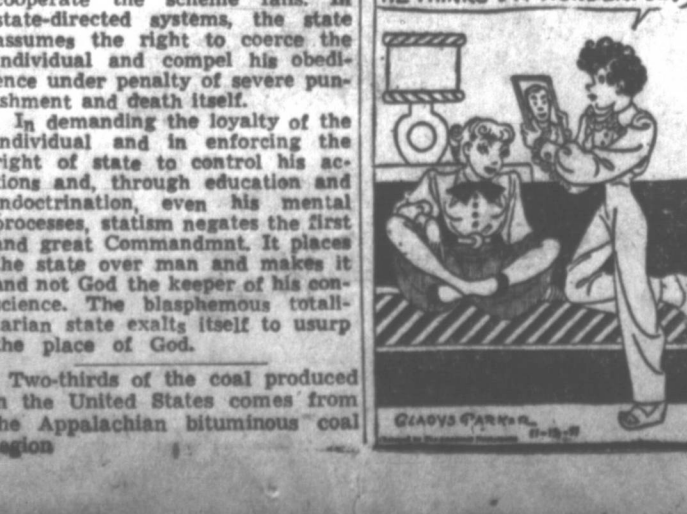 state-directed systems, the state
assumes the right to coerce the
individual and compel his obedi-
ence under penalty of severe pun-
ishment and death itself.
In demanding the loyalty of the
individual and in enforcing the
right of state to control his ac-
tions and, through education and
indoctrination, even his mental
processes, statism negates the first
and great Commandmnt. It places
the state over man and makes it
and not God the keeper of his con-
science. The blasphemous totali-
tarian state exalts itself to usurp
the place of God.
Two-thirds of the coal produced
in the United States comes from
the Appalachian bituminous coal
region
GLADYS PARKER